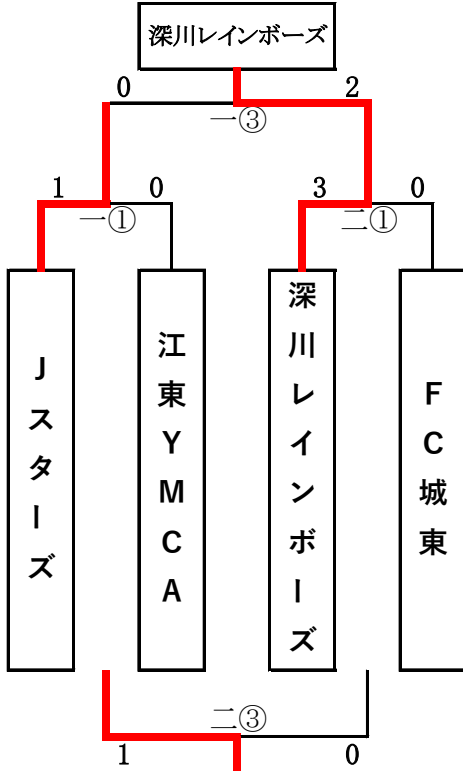 深川レインボーズ
0 2
一③
1 0 3 0
一① 二①
Jスターズ
江東YMCA
深川レインボーズ
FC城東
二③
1 0